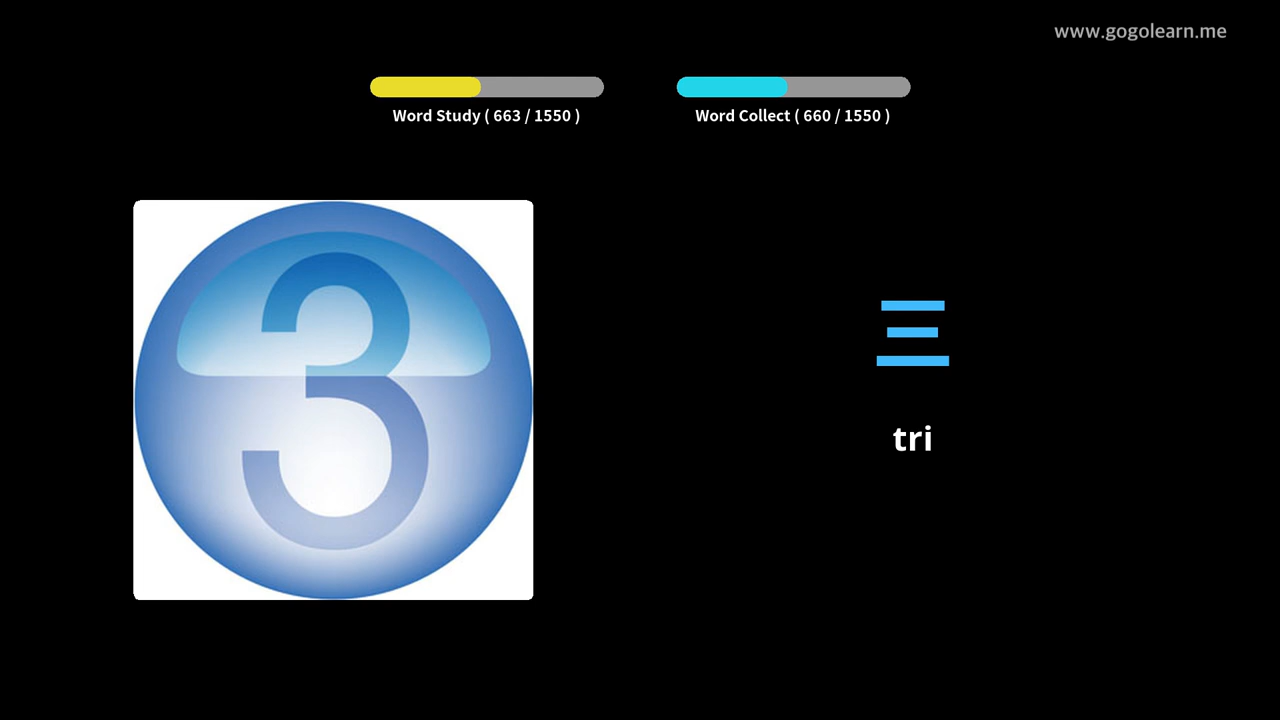 www.gogolearn.me
Word Study ( 663 / 1550 )
Word Collect ( 660 / 1550 )
3
三
tri